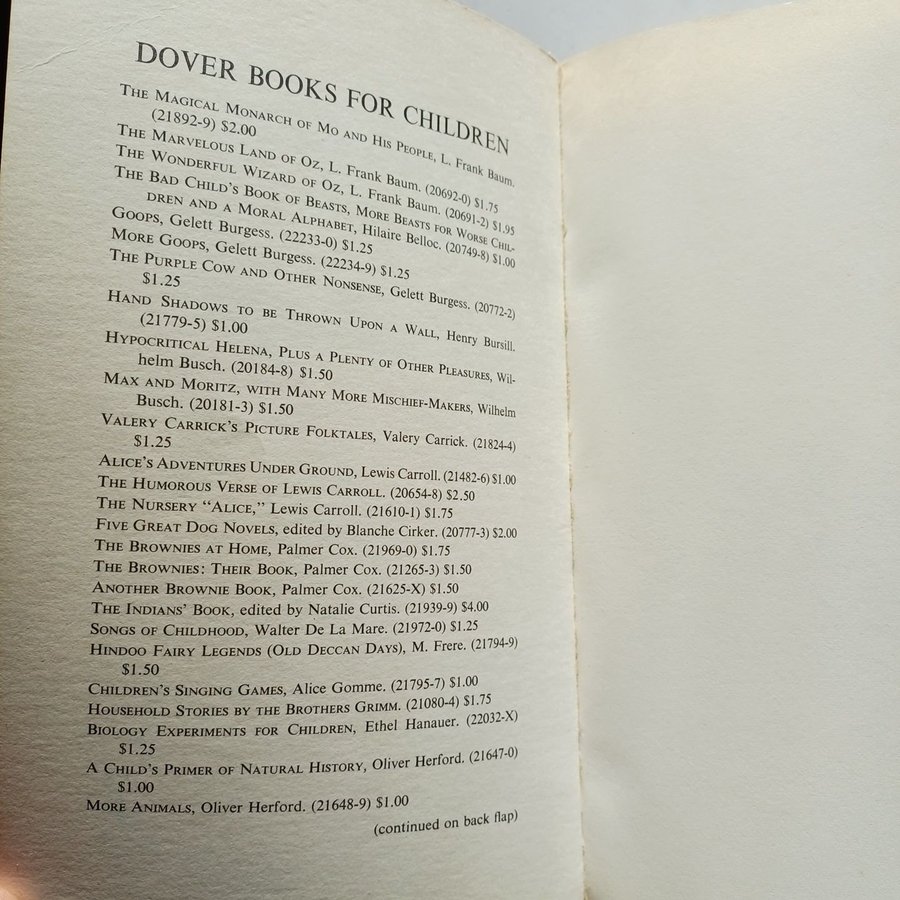 DOVER BOOKS FOR CHILDREN
THE MAGICAL MONARCH OF MO AND HIS PEOPLE, L. Frank Baum.
(21892-9) $2.00
THE MARVELOUS LAND OF OZ, L. Frank Baum. (20692-0) $1.75
THE WONDERFUL WIZARD OF OZ, L. Frank Baum. (20691-2) $1.95
THE BAD CHILD'S BOOK OF BEASTS, MORE BEASTS FOR WORSE CHIL-
DREN AND A MORAL ALPHABET, Hilaire Belloc. (20749-8) $1.00
GOOPS, Gelett Burgess. (22233-0) $1.25
MORE GOOPS, Gelett Burgess. (22234-9) $1.25
THE PURPLE COW AND OTHER NONSENSE, Gelett Burgess. (20772-2)
$1.25
HAND SHADOWS TO BE THROWN UPON A WALL, Henry Bursill.
(21779-5) $1.00
HYPOCRITICAL HELENA, PLUS A PLENTY OF OTHER PLEASURES, Wil-
helm Busch. (20184-8) $1.50
MAX AND MORITZ, WITH MANY MORE MISCHIEF-MAKERS, Wilhelm
Busch. (20181-3) $1.50
VALERY CARRICK'S PICTURE FOLKTALES, Valery Carrick. (21824-4)
$1.25
ALICE'S ADVENTURES UNDER GROUND, Lewis Carroll. (21482-6) $1.00
THE HUMOROUS VERSE OF LEWIS CARROLL. (20654-8) $2.50
THE NURSERY "ALICE," Lewis Carroll. (21610-1) $1.75
FIVE GREAT DOG NOVELS, edited by Blanche Cirker. (20777-3) $2.00
THE BROWNIES AT HOME, Palmer Cox. (21969-0) $1.75
THE BROWNIES: THEIR BOOK, Palmer Cox. (21265-3) $1.50
ANOTHER BROWNIE BOOK, Palmer Cox. (21625-X) $1.50
THE INDIANS' BOOK, edited by Natalie Curtis. (21939-9) $4.00
SONGS OF CHILDHOOD, Walter De La Mare. (21972-0) $1.25
HINDOO FAIRY LEGENDS (OLD DECCAN DAYS), M. Frere. (21794-9)
$1.50
CHILDREN'S SINGING GAMES, Alice Gomme. (21795-7) $1.00
HOUSEHOLD STORIES BY THE BROTHERS GRIMM. (21080-4) $1.75
BIOLOGY EXPERIMENTS FOR CHILDREN, Ethel Hanauer. (22032-X)
$1.25
A CHILD'S PRIMER OF NATURAL HISTORY, Oliver Herford. (21647-0)
$1.00
MORE ANIMALS, Oliver Herford. (21648-9) $1.00
(continued on back flap)